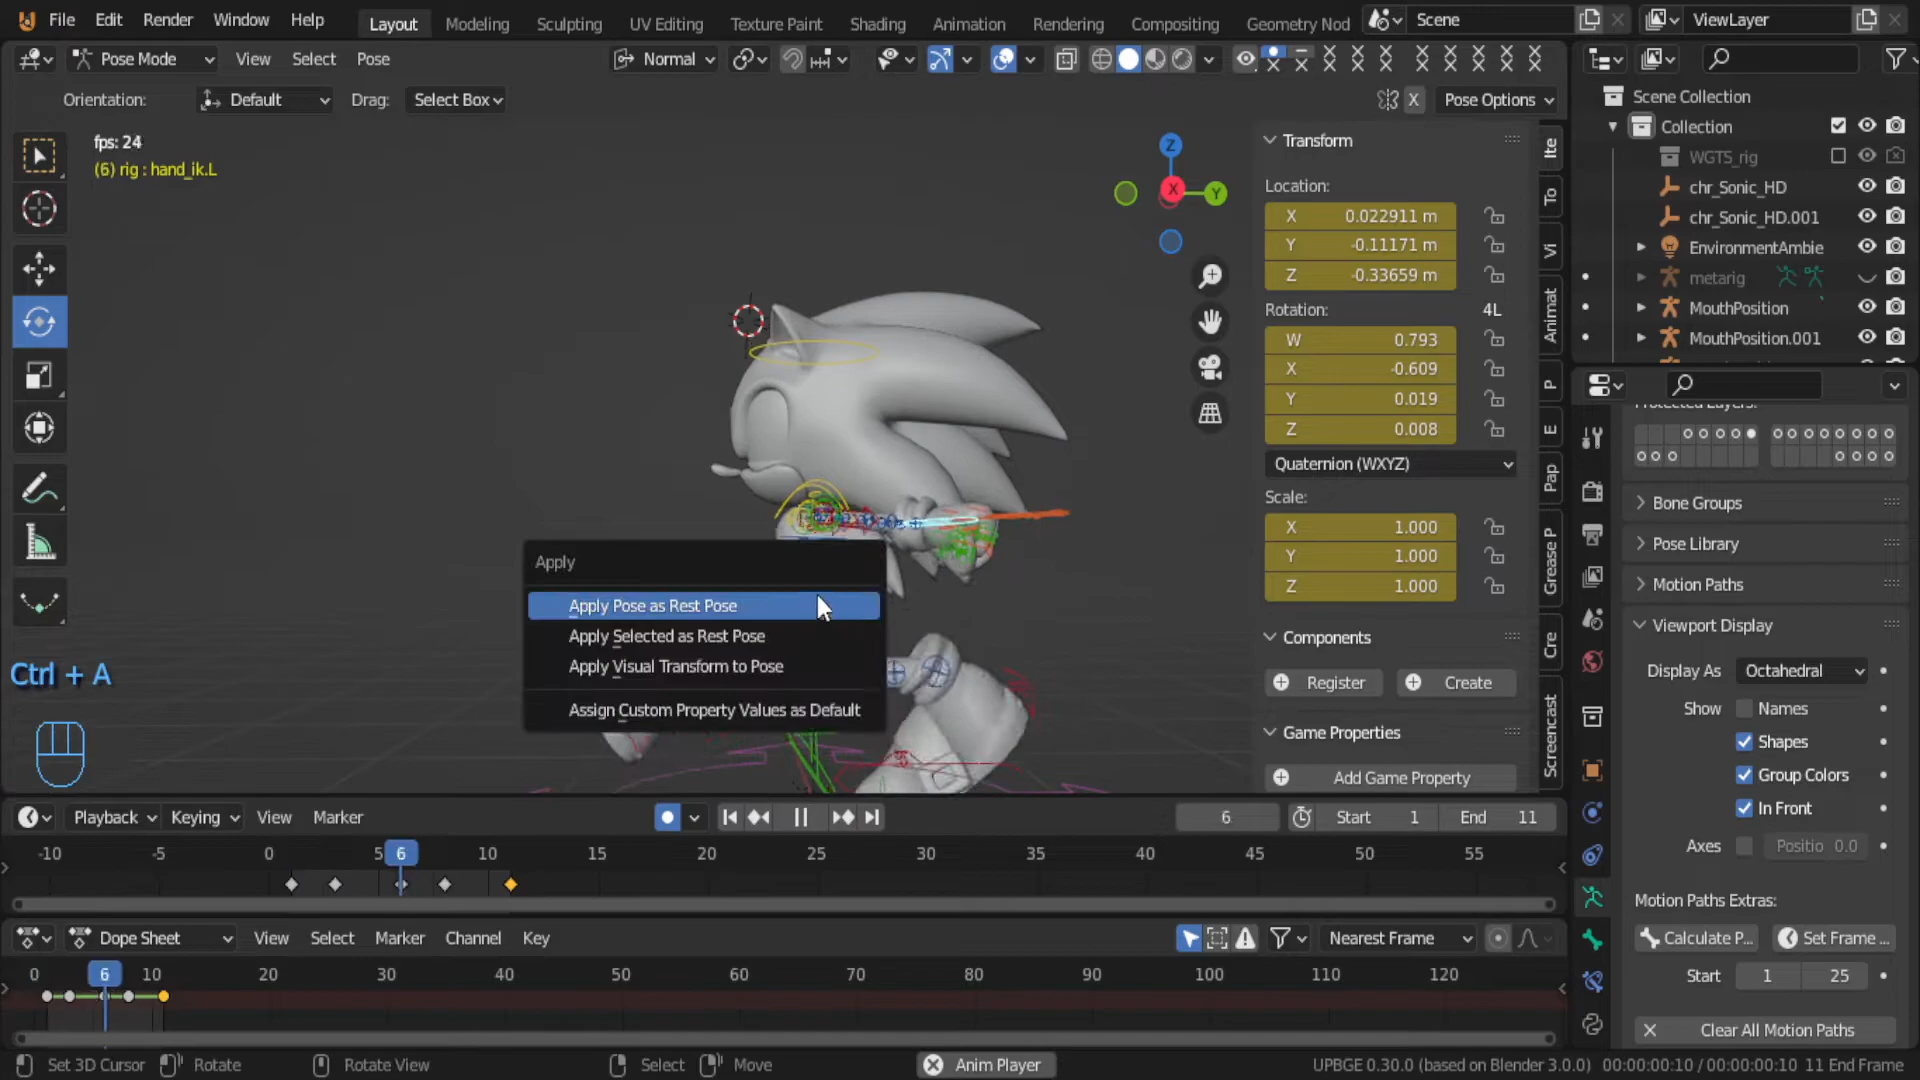 File Edit Render Window Help Layout Modeling Sculpting UV Editing Texture Paint Shading Animation Rendering Compositing Geometry Nod Scene ViewLayer
Pose Mode View Select Pose Normal
Orientation: Default Drag: Select Box X Pose Options
fps: 24
(6) rig : hand_ik.L
Z
X
Y
Transform
Location:
X 0.022911 m
Y -0.11171 m
Z -0.33659 m
Rotation: 4L
W 0.793
X -0.609
Y 0.019
Z 0.008
Quaternion (WXYZ)
Scale:
X 1.000
Y 1.000
Z 1.000
Components
Register Create
Game Properties
Add Game Property
Ite
To
Vi
Animat
P
E
Pap
Grease P
Cre
Screencast
Apply
Apply Pose as Rest Pose
Apply Selected as Rest Pose
Apply Visual Transform to Pose
Assign Custom Property Values as Default
Ctrl + A
Scene Collection
Collection
WGTS_rig
chr_Sonic_HD
chr_Sonic_HD.001
EnvironmentAmbie
metarig
MouthPosition
MouthPosition.001
Protected Layers:
Bone Groups
Pose Library
Motion Paths
Viewport Display
Display As Octahedral
Show Names
Shapes
Group Colors
In Front
Axes Positio 0.0
Motion Paths Extras:
Calculate P... Set Frame ...
Start 1 25
Clear All Motion Paths
Playback Keying View Marker 6 Start 1 End 11
-10 -5 0 5 6 10 15 20 25 30 35 40 45 50 55
Dope Sheet View Select Marker Channel Key Nearest Frame
0 6 10 20 30 40 50 60 70 80 90 100 110 120
Set 3D Cursor Rotate Rotate View Select Move Anim Player UPBGE 0.30.0 (based on Blender 3.0.0) 00:00:00:10 / 00:00:00:10 11 End Frame